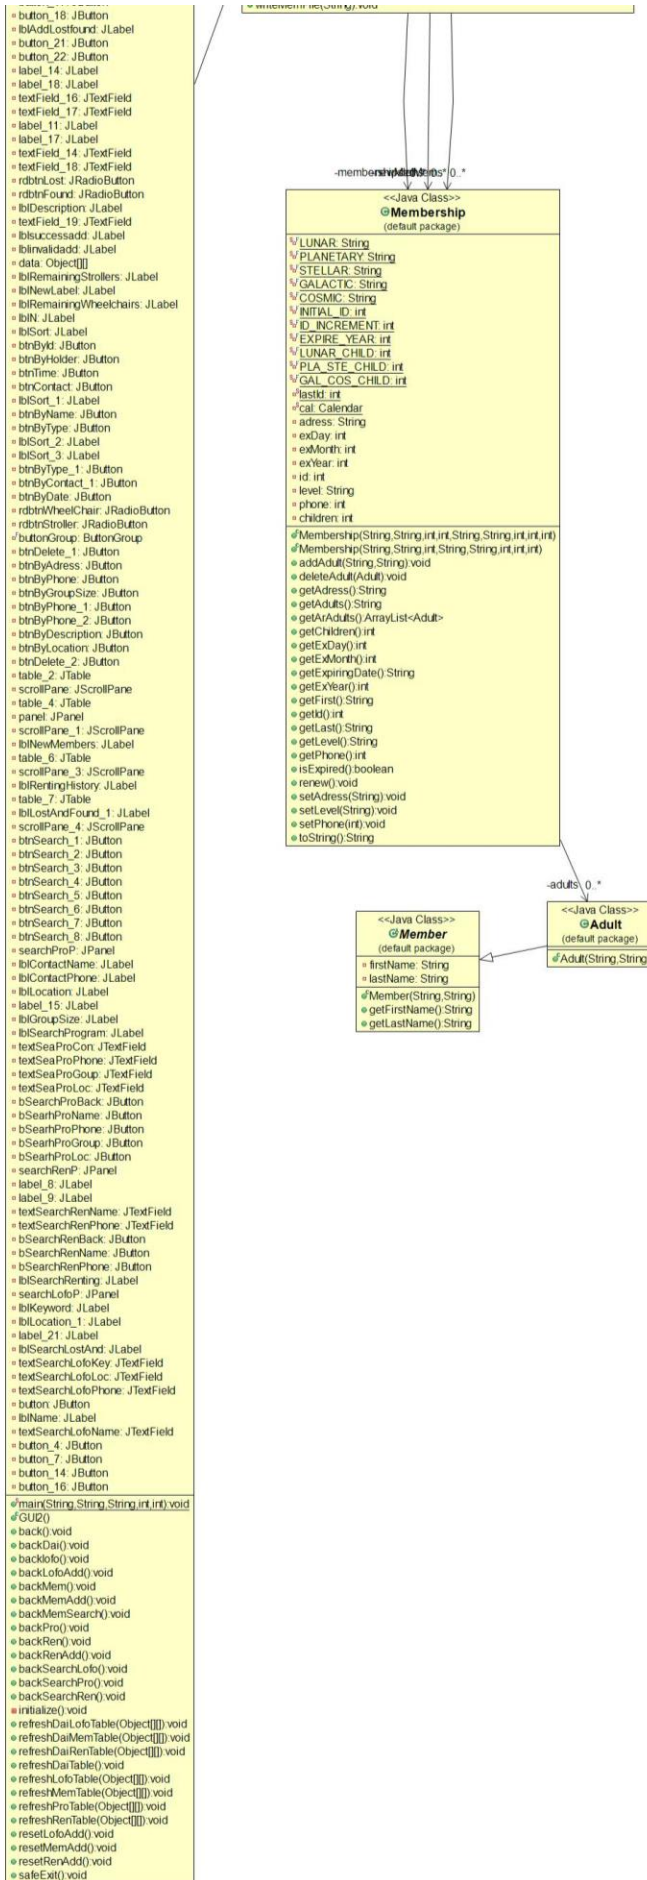 button_18: JButton
lblAddLostfound: JLabel
button_21: JButton
button_22: JButton
label_14: JLabel
label_18: JLabel
textField_16: JTextField
textField_17: JTextField
label_11: JLabel
label_17: JLabel
textField_14: JTextField
textField_18: JTextField
rdbtnLost: JRadioButton
rdbtnFound: JRadioButton
lblDescription: JLabel
textField_19: JTextField
lblsuccessadd: JLabel
lblinvalidadd: JLabel
data: Object[][]
lblRemainingStrollers: JLabel
lblNewLabel: JLabel
lblRemainingWheelchairs: JLabel
lblN: JLabel
lblSort: JLabel
btnById: JButton
btnByHolder: JButton
btnTime: JButton
btnContact: JButton
lblSort_1: JLabel
btnByName: JButton
btnByType: JButton
lblSort_2: JLabel
lblSort_3: JLabel
btnByType_1: JButton
btnByContact_1: JButton
btnByDate: JButton
rdbtnWheelChair: JRadioButton
rdbtnStroller: JRadioButton
buttonGroup: ButtonGroup
btnDelete_1: JButton
btnByAdress: JButton
btnByPhone: JButton
btnByGroupSize: JButton
btnByPhone_1: JButton
btnByPhone_2: JButton
btnByDescription: JButton
btnByLocation: JButton
btnDelete_2: JButton
table_2: JTable
scrollPane: JScrollPane
table_4: JTable
panel: JPanel
scrollPane_1: JScrollPane
lblNewMembers: JLabel
table_6: JTable
scrollPane_3: JScrollPane
lblRentingHistory: JLabel
table_7: JTable
lblLostAndFound_1: JLabel
scrollPane_4: JScrollPane
btnSearch_1: JButton
btnSearch_2: JButton
btnSearch_3: JButton
btnSearch_4: JButton
btnSearch_5: JButton
btnSearch_6: JButton
btnSearch_7: JButton
btnSearch_8: JButton
searchProP: JPanel
lblContactName: JLabel
lblContactPhone: JLabel
lblLocation: JLabel
label_15: JLabel
lblGroupSize: JLabel
lblSearchProgram: JLabel
textSeaProCon: JTextField
textSeaProPhone: JTextField
textSeaProGoup: JTextField
textSeaProLoc: JTextField
bSearchProBack: JButton
bSearhProName: JButton
bSearhProPhone: JButton
bSearhProGroup: JButton
bSearhProLoc: JButton
searchRenP: JPanel
label_8: JLabel
label_9: JLabel
textSearchRenName: JTextField
textSearchRenPhone: JTextField
bSearchRenBack: JButton
bSearchRenName: JButton
bSearchRenPhone: JButton
lblSearchRenting: JLabel
searchLofoP: JPanel
lblKeyword: JLabel
lblLocation_1: JLabel
label_21: JLabel
lblSearchLostAnd: JLabel
textSearchLofoKey: JTextField
textSearchLofoLoc: JTextField
textSearchLofoPhone: JTextField
button: JButton
lblName: JLabel
textSearchLofoName: JTextField
button_4: JButton
button_7: JButton
button_14: JButton
button_16: JButton
main(String,String,String,int,int):void
GUI2()
back():void
backDai():void
backlofo():void
backLofoAdd():void
backMem():void
backMemAdd():void
backMemSearch():void
backPro():void
backRen():void
backRenAdd():void
backSearchLofo():void
backSearchPro():void
backSearchRen():void
initialize():void
refreshDaiLofoTable(Object[][]):void
refreshDaiMemTable(Object[][]):void
refreshDaiRenTable(Object[][]):void
refreshDaiTable():void
refreshLofoTable(Object[][]):void
refreshMemTable(Object[][]):void
refreshProTable(Object[][]):void
refreshRenTable(Object[][]):void
resetLofoAdd():void
resetMemAdd():void
resetRenAdd():void
safeExit():void
0..*
<<Java Class>>
Membership
(default package)
LUNAR: String
PLANETARY: String
STELLAR: String
GALACTIC: String
COSMIC: String
INITIAL_ID: int
ID_INCREMENT: int
EXPIRE_YEAR: int
LUNAR_CHILD: int
PLA_STE_CHILD: int
GAL_COS_CHILD: int
lastId: int
cal: Calendar
adress: String
exDay: int
exMonth: int
exYear: int
id: int
level: String
phone: int
children: int
Membership(String,String,int,int,String,String,int,int,int)
Membership(String,String,int,String,String,int,int,int)
addAdult(String,String):void
deleteAdult(Adult):void
getAdress():String
getAdults():String
getArAdults():ArrayList<Adult>
getChildren():int
getExDay():int
getExMonth():int
getExpiringDate():String
getExYear():int
getFirst():String
getId():int
getLast():String
getLevel():String
getPhone():int
isExpired():boolean
renew():void
setAdress(String):void
setLevel(String):void
setPhone(int):void
toString():String
-adults 0..*
<<Java Class>>
Member
(default package)
firstName: String
lastName: String
Member(String,String)
getFirstName():String
getLastName():String
<<Java Class>>
Adult
(default package)
Adult(String,String